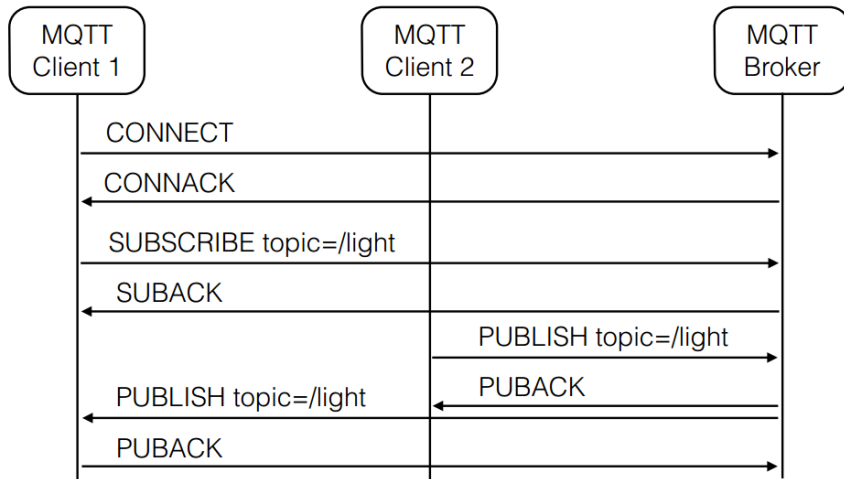 MQTT
Client 1
MQTT
Client 2
MQTT
Broker
CONNECT
CONNACK
SUBSCRIBE topic=/light
SUBACK
PUBLISH topic=/light
PUBACK
PUBLISH topic=/light
PUBACK